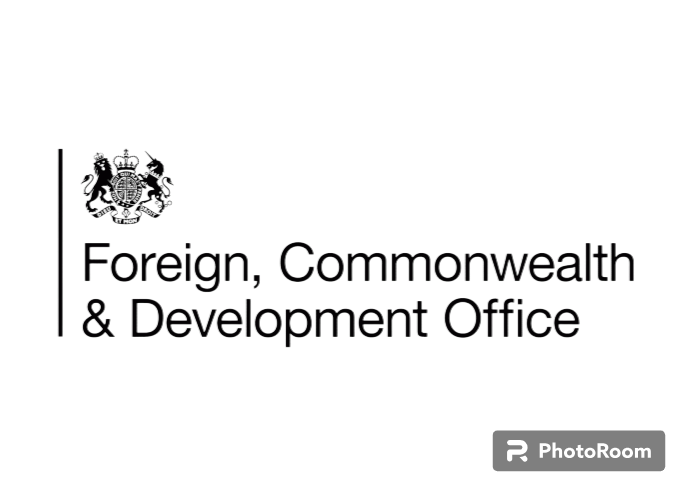 Foreign, Commonwealth
& Development Office
PhotoRoom